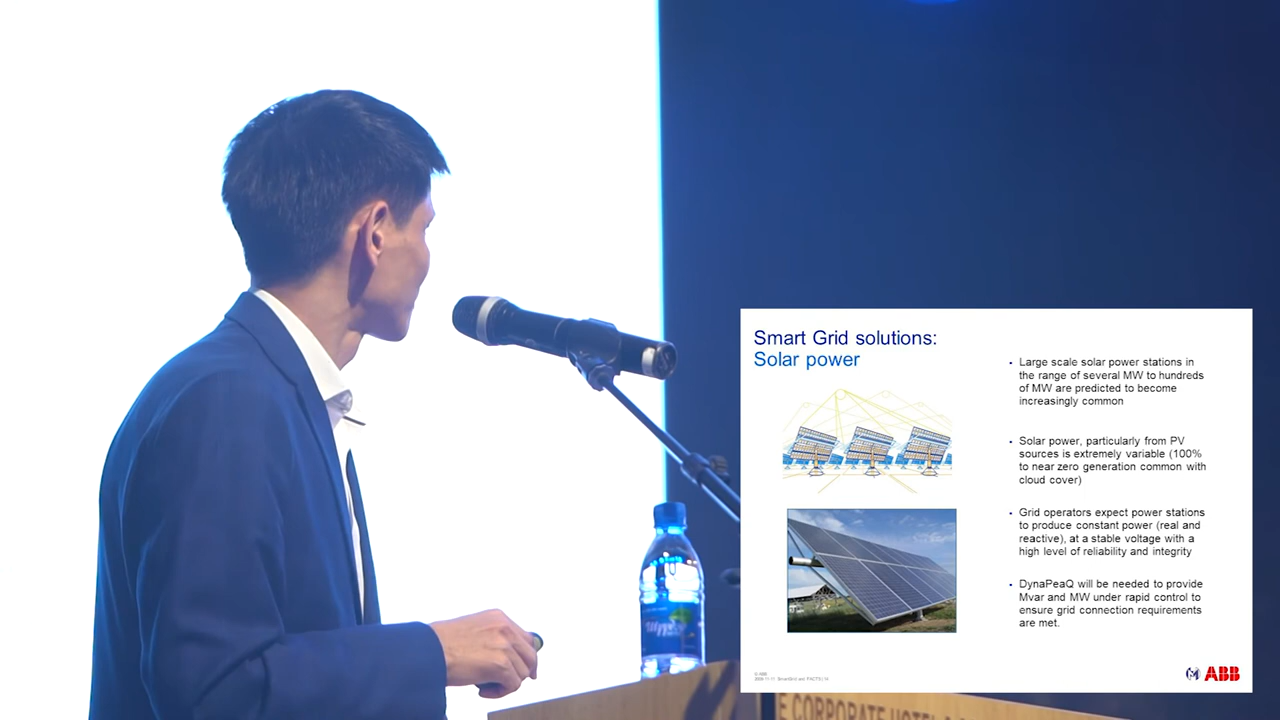 Smart Grid solutions:
Solar power
• Large scale solar power stations in
the range of several MW to hundreds
of MW are predicted to become
increasingly common
• Solar power, particularly from PV
sources is extremely variable (100%
to near zero generation common with
cloud cover)
• Grid operators expect power stations
to produce constant power (real and
reactive), at a stable voltage with a
high level of reliability and integrity
• DynaPeaQ will be needed to provide
Mvar and MW under rapid control to
ensure grid connection requirements
are met.
© ABB
ABB
E CORPORATE HOTEL &